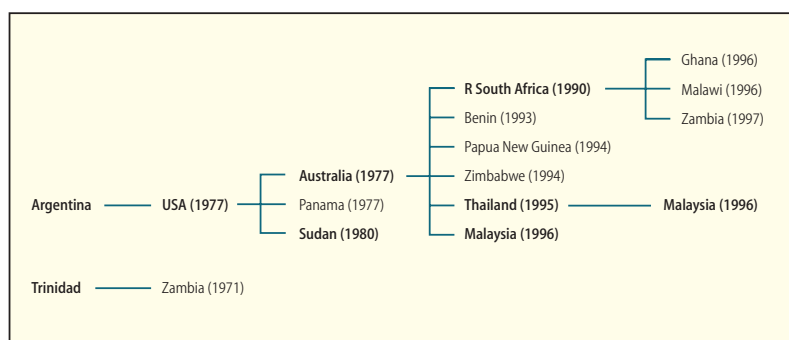 Ghana (1996)
R South Africa (1990)
Malawi (1996)
Benin (1993)
Zambia (1997)
Papua New Guinea (1994)
Australia (1977)
Zimbabwe (1994)
Argentina
USA (1977)
Panama (1977)
Thailand (1995)
Malaysia (1996)
Sudan (1980)
Malaysia (1996)
Trinidad
Zambia (1971)